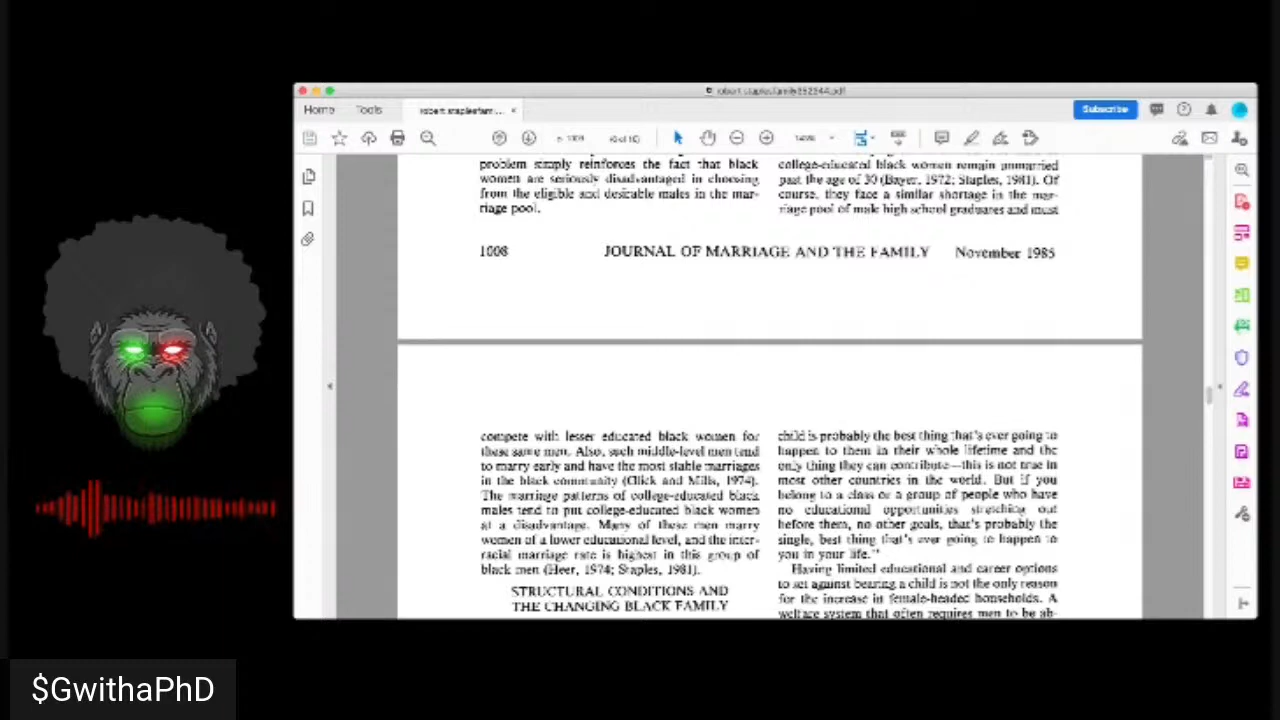 robert staplesfamily352344.pdf
Home
Tools
robert staplesfam...
Subscribe
problem simply reinforces the fact that black
women are seriously disadvantaged in choosing
from the eligible and desirable males in the mar-
riage pool.
college-educated black women remain unmarried
past the age of 30 (Bayer, 1972; Staples, 1981). Of
course, they face a similar shortage in the mar-
riage pool of male high school graduates and must
1008 JOURNAL OF MARRIAGE AND THE FAMILY November 1985
compete with lesser educated black women for
these same men. Also, such middle-level men tend
to marry early and have the most stable marriages
in the black community (Glick and Mills, 1974).
The marriage patterns of college-educated black
males tend to put college-educated black women
at a disadvantage. Many of these men marry
women of a lower educational level, and the inter-
racial marriage rate is highest in this group of
black men (Heer, 1974; Staples, 1981).
STRUCTURAL CONDITIONS AND
THE CHANGING BLACK FAMILY
child is probably the best thing that's ever going to
happen to them in their whole lifetime and the
only thing they can contribute—this is not true in
most other countries in the world. But if you
belong to a class or a group of people who have
no educational opportunities stretching out
before them, no other goals, that's probably the
single, best thing that's ever going to happen to
you in your life."
Having limited educational and career options
to set against bearing a child is not the only reason
for the increase in female-headed households. A
welfare system that often requires men to be ab-
$GwithaPhD